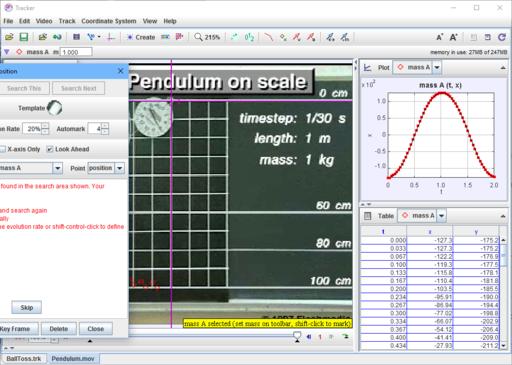 Tracker
File Edit Video Track Coordinate System Window Help
Create
215%
mass A m 1.000
memory in use: 27MB of 247MB
osition
Search This Search Next
Template
on Rate 20% Automark 4
X-axis Only Look Ahead
mass A Point position
found in the search area shown. Your
and search again
ally
he evolution rate or shift-control-click to define
Skip
Key Frame Delete Close
Pendulum on scale
0 cm
timestep: 1/30 s
length: 1 m
mass: 1 kg
60 cm
80 cm
100 cm
mass A selected (set mass on toolbar, shift-click to mark)
Plot mass A
mass A (t, x)
x
1.0
0.5
0
-0.5
-1.0
0 0.5 1.0 1.5 2.0
t
Table mass A
t x y
0.000 -127.3 -175.2
0.033 -127.3 -175.2
0.067 -122.2 -176.9
0.100 -119.3 -177.5
0.133 -115.8 -178.1
0.167 -110.4 -181.8
0.200 -103.5 -185.5
0.234 -95.91 -190.0
0.267 -86.94 -194.4
0.300 -77.02 -198.8
0.334 -66.07 -202.9
0.367 -54.12 -206.4
0.400 -41.41 -209.0
0.434 -27.93 -211.2
BallToss.trk Pendulum.mov